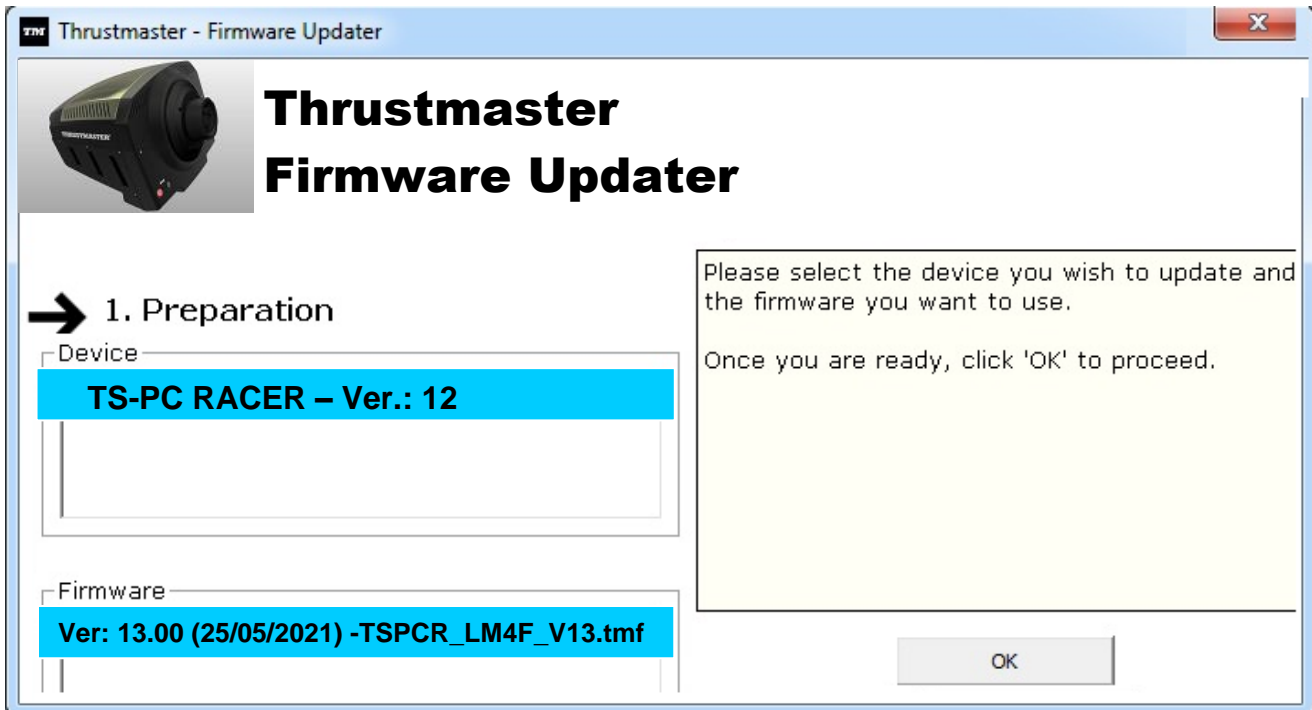 TM Thrustmaster - Firmware Updater
THRUSTMASTER
Thrustmaster
Firmware Updater
1. Preparation
Device
TS-PC RACER – Ver.: 12
Firmware
Ver: 13.00 (25/05/2021) -TSPCR_LM4F_V13.tmf
Please select the device you wish to update and
the firmware you want to use.
Once you are ready, click 'OK' to proceed.
OK